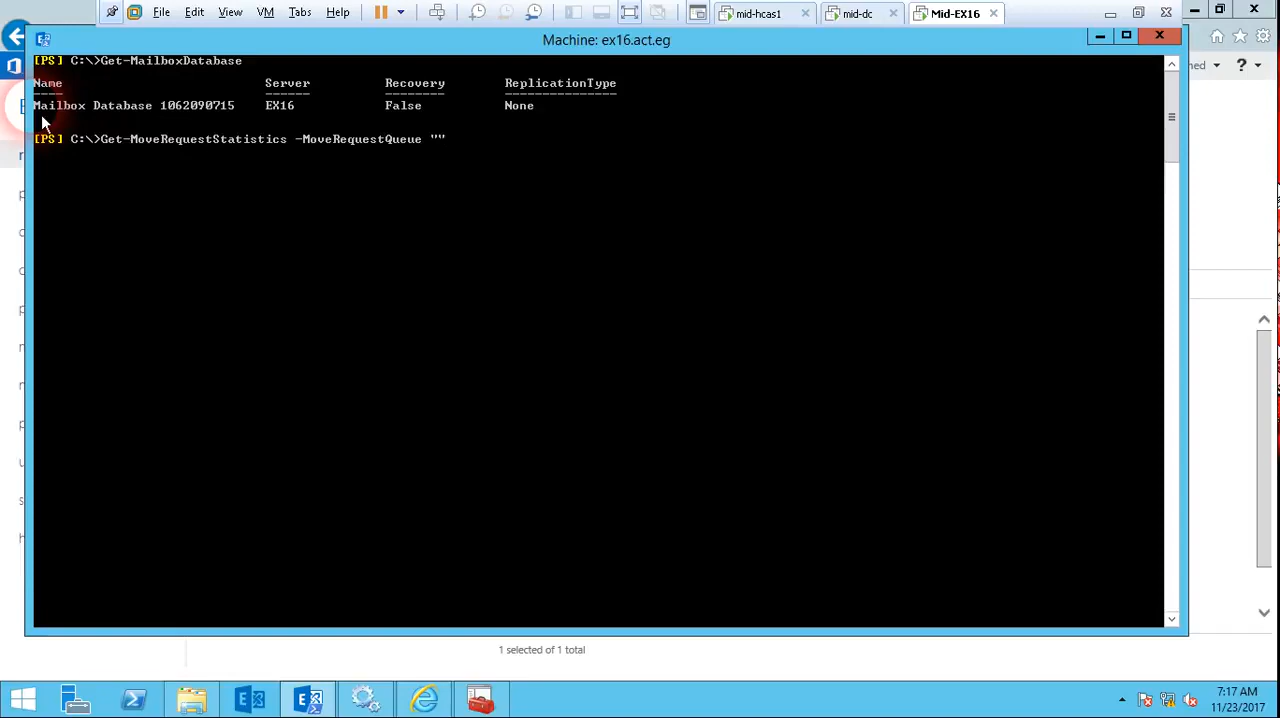 File Edit View VM Tabs Help
mid-hcas1
mid-dc
Mid-EX16
Machine: ex16.act.eg
[PS] C:\>Get-MailboxDatabase
Name Server Recovery ReplicationType
---- ------ -------- ---------------
Mailbox Database 1062090715 EX16 False None
[PS] C:\>Get-MoveRequestStatistics -MoveRequestQueue ""
1 selected of 1 total
7:17 AM
11/23/2017